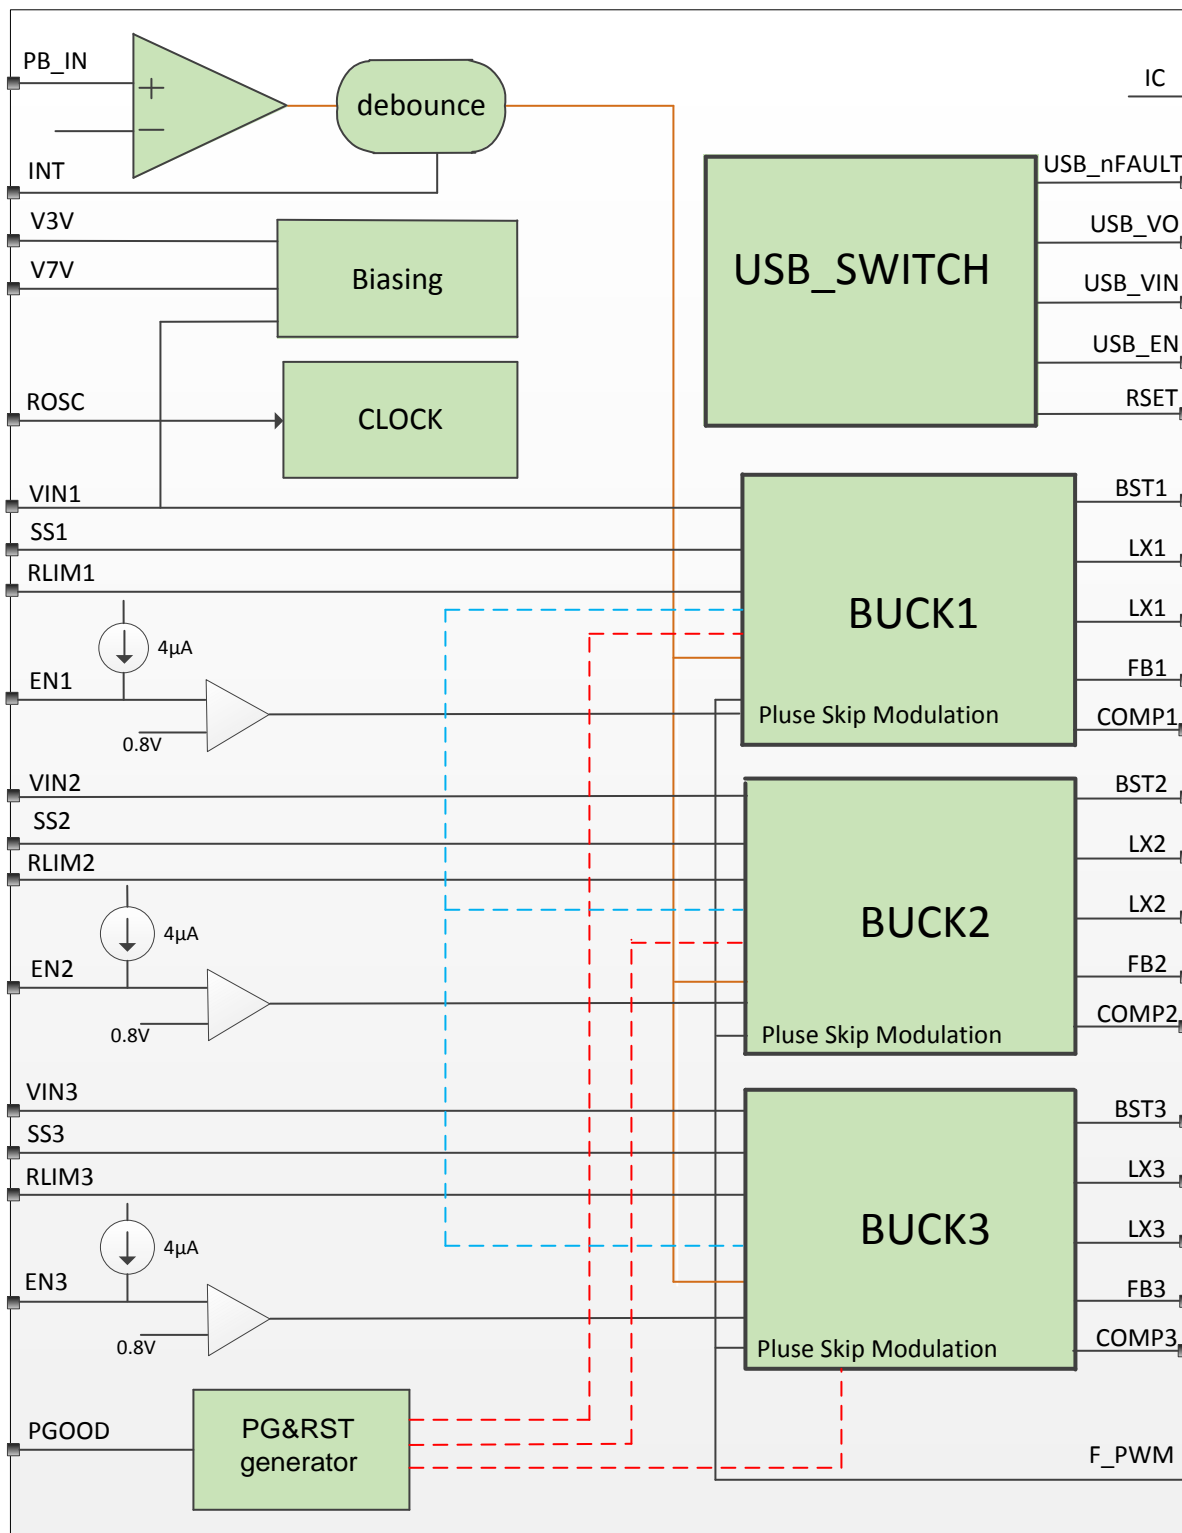 PB_IN
+
−
debounce
IC
INT
USB_nFAULT
V3V
USB_VO
V7V
Biasing
USB_SWITCH
USB_VIN
USB_EN
ROSC
CLOCK
RSET
VIN1
BST1
SS1
LX1
RLIM1
BUCK1
LX1
4µA
EN1
FB1
0.8V
Pluse Skip Modulation
COMP1
VIN2
BST2
SS2
LX2
RLIM2
BUCK2
LX2
4µA
EN2
FB2
0.8V
Pluse Skip Modulation
COMP2
VIN3
BST3
SS3
LX3
RLIM3
BUCK3
LX3
4µA
EN3
FB3
0.8V
Pluse Skip Modulation
COMP3
PGOOD
PG&RST
generator
F_PWM